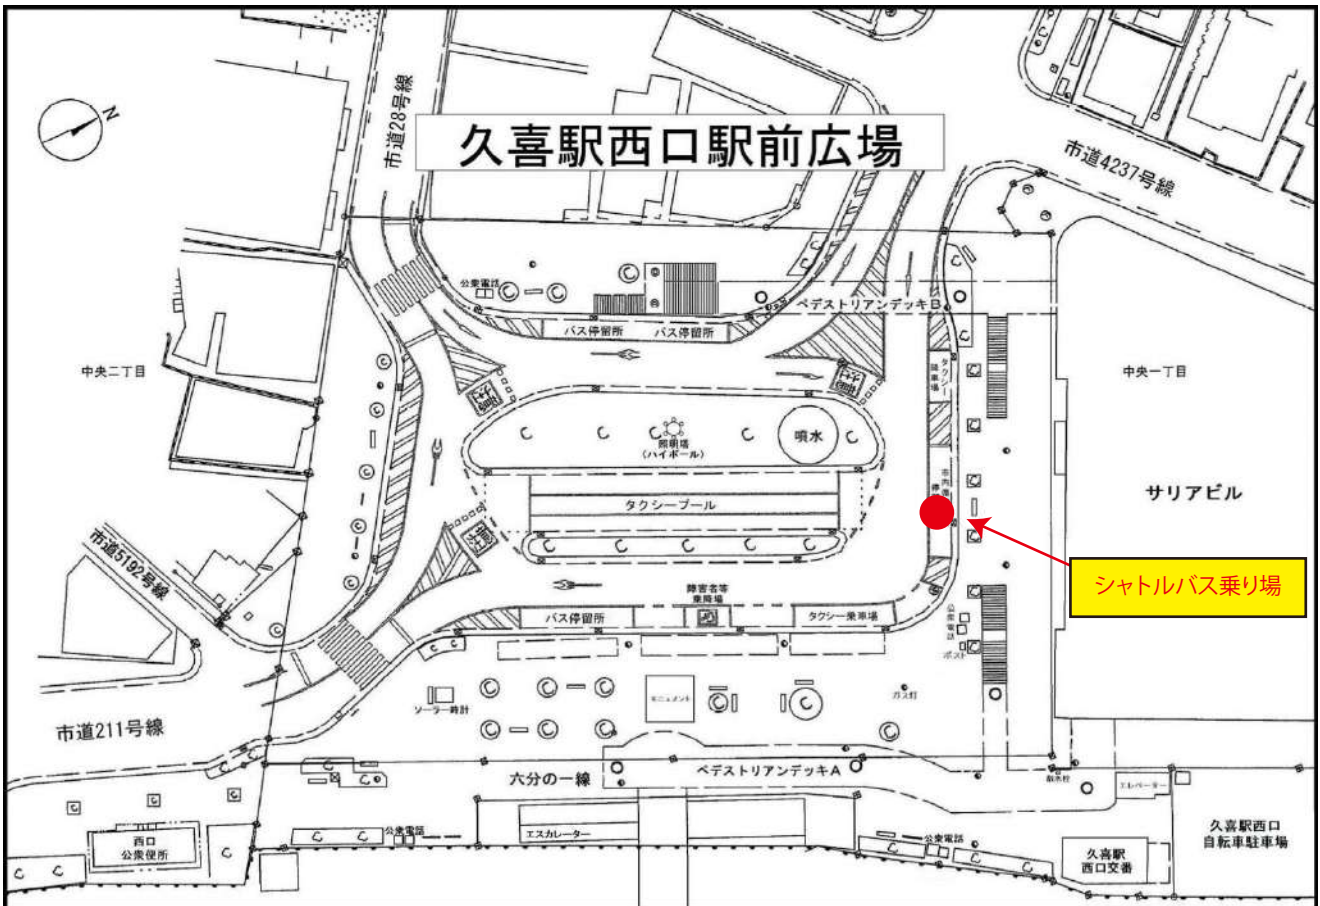 久喜駅西口駅前広場
N
市道28号線
市道4237号線
公衆電話
ペデストリアンデッキB
バス停留所
バス停留所
中央二丁目
タクシー
降車場
中央一丁目
照明塔
(ハイポール)
噴水
サリアビル
タクシープール
シャトルバス乗り場
市道5192号線
障害者等
乗降場
バス停留所
タクシー乗車場
公衆電話
ポスト
モニュメント
ガス灯
ソーラー時計
市道211号線
六分の一線
ペデストリアンデッキA
散水栓
エレベーター
西口
公衆便所
公衆電話
エスカレーター
公衆電話
久喜駅
西口交番
久喜駅西口
自転車駐車場